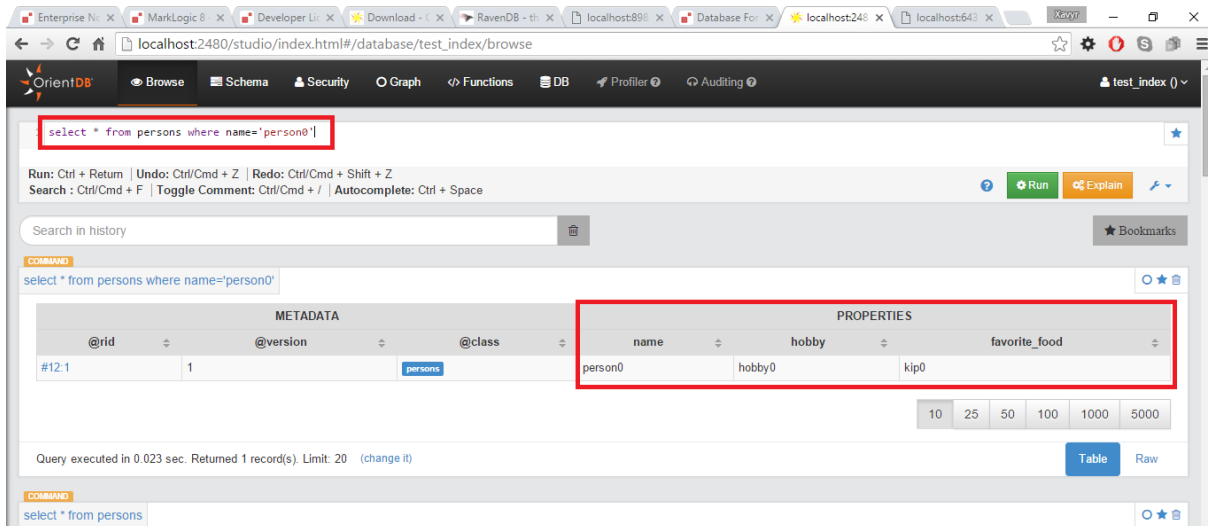 Enterprise No
MarkLogic 8
Developer Lic
Download - O
RavenDB - th
localhost:898
Database For
localhost:248
localhost:643
Xavyr
localhost:2480/studio/index.html#/database/test_index/browse
OrientDB
Browse
Schema
Security
Graph
Functions
DB
Profiler
Auditing
test_index ()
select * from persons where name='person0'
Run: Ctrl + Return | Undo: Ctrl/Cmd + Z | Redo: Ctrl/Cmd + Shift + Z
Search : Ctrl/Cmd + F | Toggle Comment: Ctrl/Cmd + / | Autocomplete: Ctrl + Space
Run
Explain
Search in history
Bookmarks
COMMAND
select * from persons where name='person0'
METADATA PROPERTIES
@rid @version @class name hobby favorite_food
#12:1 1 persons person0 hobby0 kip0
10 25 50 100 1000 5000
Query executed in 0.023 sec. Returned 1 record(s). Limit: 20 (change it)
Table Raw
COMMAND
select * from persons